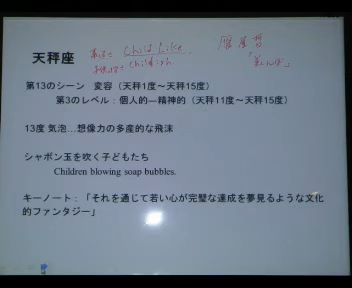 天秤座
Child Like
childish
第13のシーン 変容(天秤1度~天秤15度)
第3のレベル:個人的―精神的(天秤11度~天秤15度)
13度 気泡…想像力の多産的な飛沫
シャボン玉を吹く子どもたち
Children blowing soap bubbles.
キーノート:「それを通じて若い心が完璧な達成を夢見るような文化
的ファンタジー」